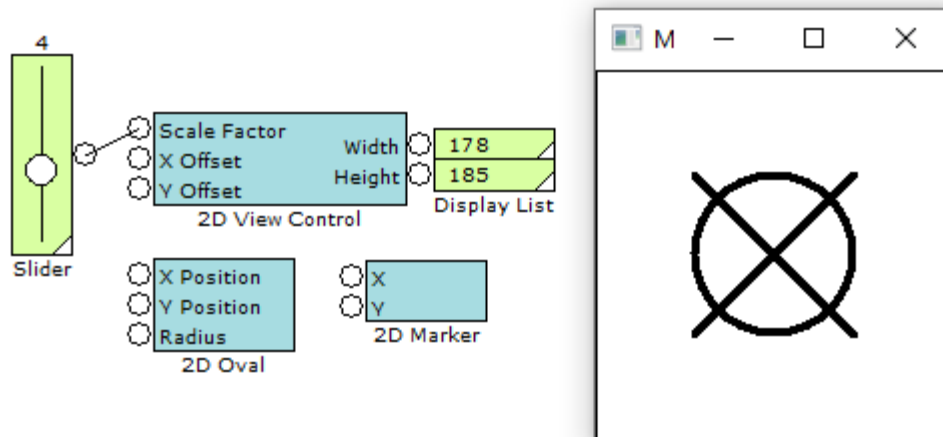 4
Slider
Scale Factor
X Offset
Y Offset
Width
Height
2D View Control
178
185
Display List
X Position
Y Position
Radius
2D Oval
X
Y
2D Marker
M